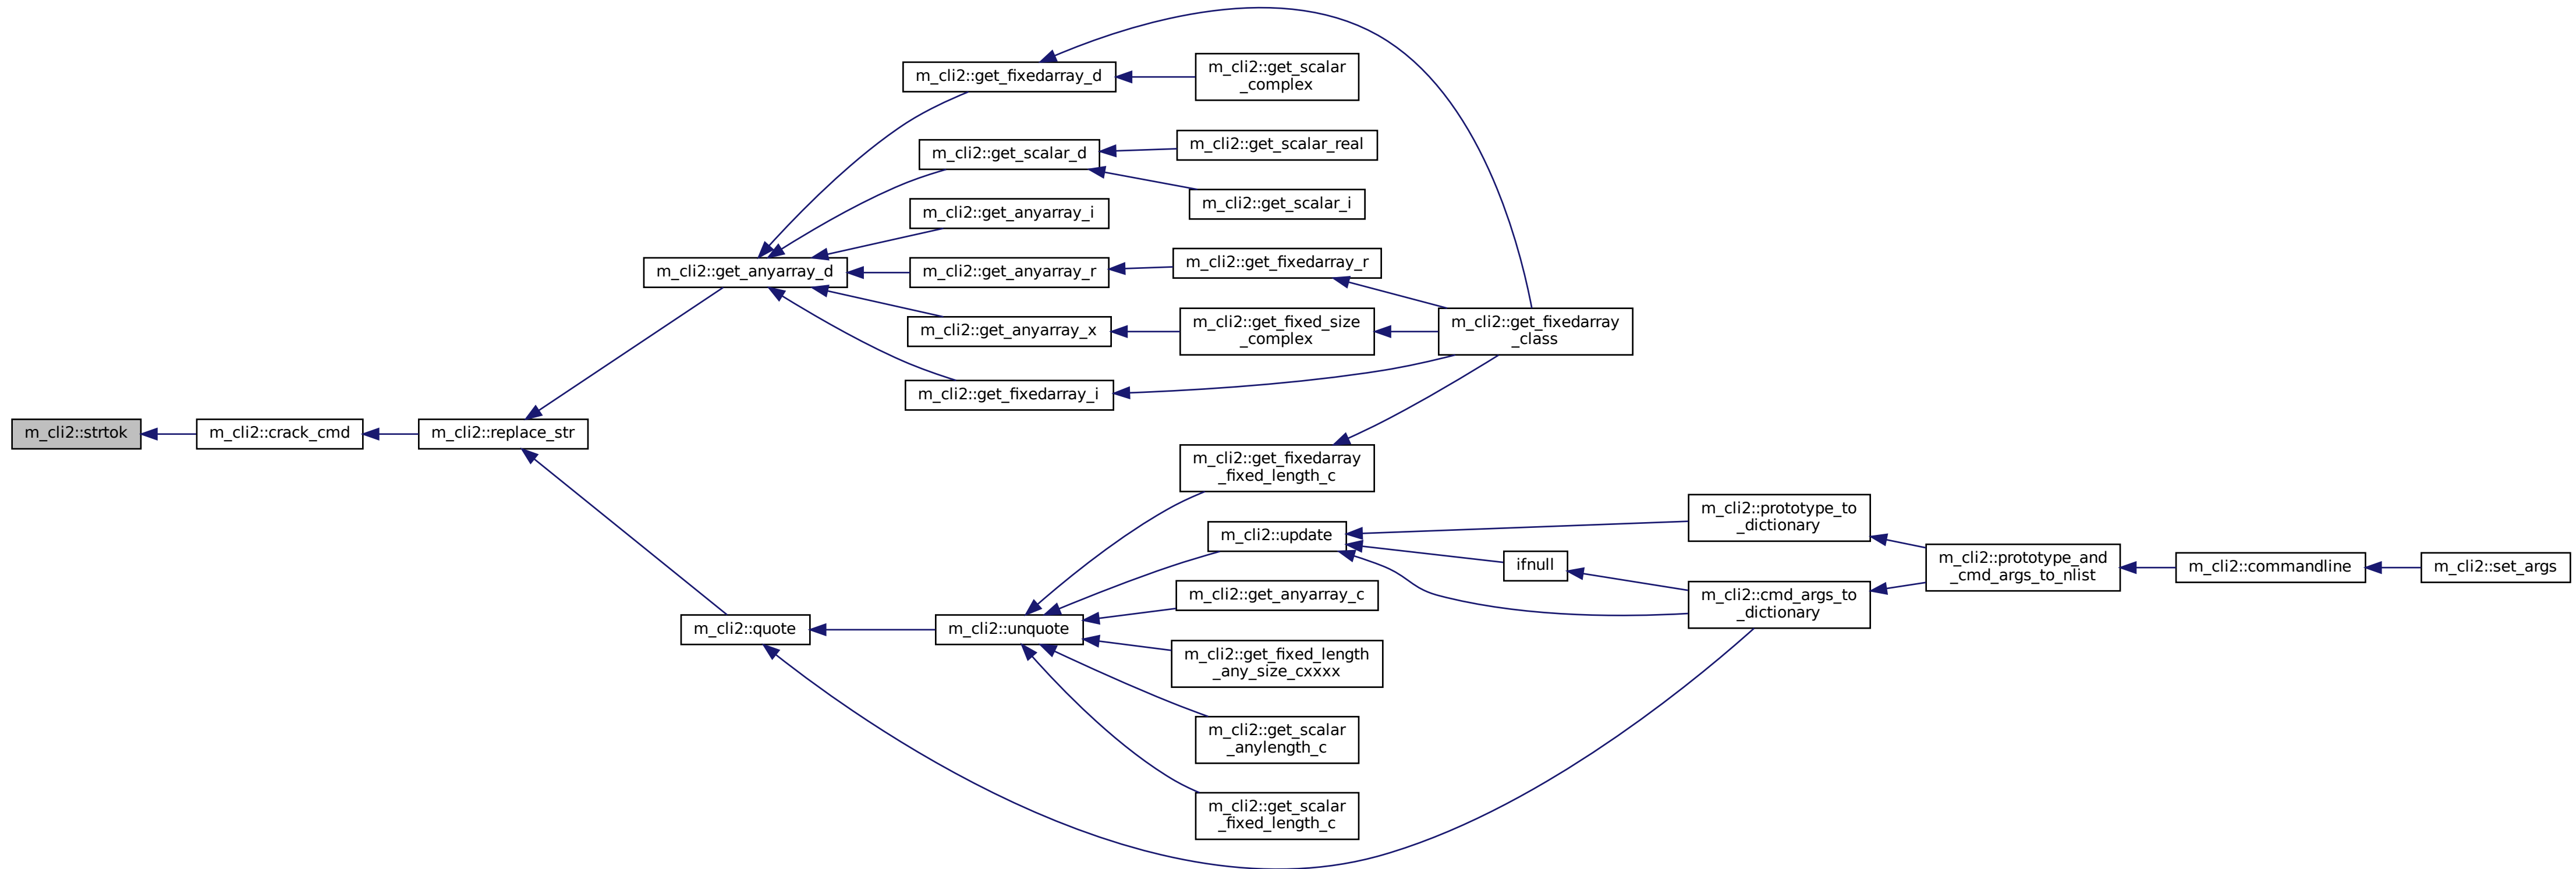 m_cli2::strtok
m_cli2::crack_cmd
m_cli2::replace_str
m_cli2::get_anyarray_d
m_cli2::quote
m_cli2::get_fixedarray_d
m_cli2::get_scalar_d
m_cli2::get_anyarray_i
m_cli2::get_anyarray_r
m_cli2::get_anyarray_x
m_cli2::get_fixedarray_i
m_cli2::unquote
m_cli2::get_scalar
_complex
m_cli2::get_scalar_real
m_cli2::get_scalar_i
m_cli2::get_fixedarray_r
m_cli2::get_fixed_size
_complex
m_cli2::get_fixedarray
_fixed_length_c
m_cli2::update
m_cli2::get_anyarray_c
m_cli2::get_fixed_length
_any_size_cxxxx
m_cli2::get_scalar
_anylength_c
m_cli2::get_scalar
_fixed_length_c
m_cli2::get_fixedarray
_class
ifnull
m_cli2::prototype_to
_dictionary
m_cli2::cmd_args_to
_dictionary
m_cli2::prototype_and
_cmd_args_to_nlist
m_cli2::commandline
m_cli2::set_args